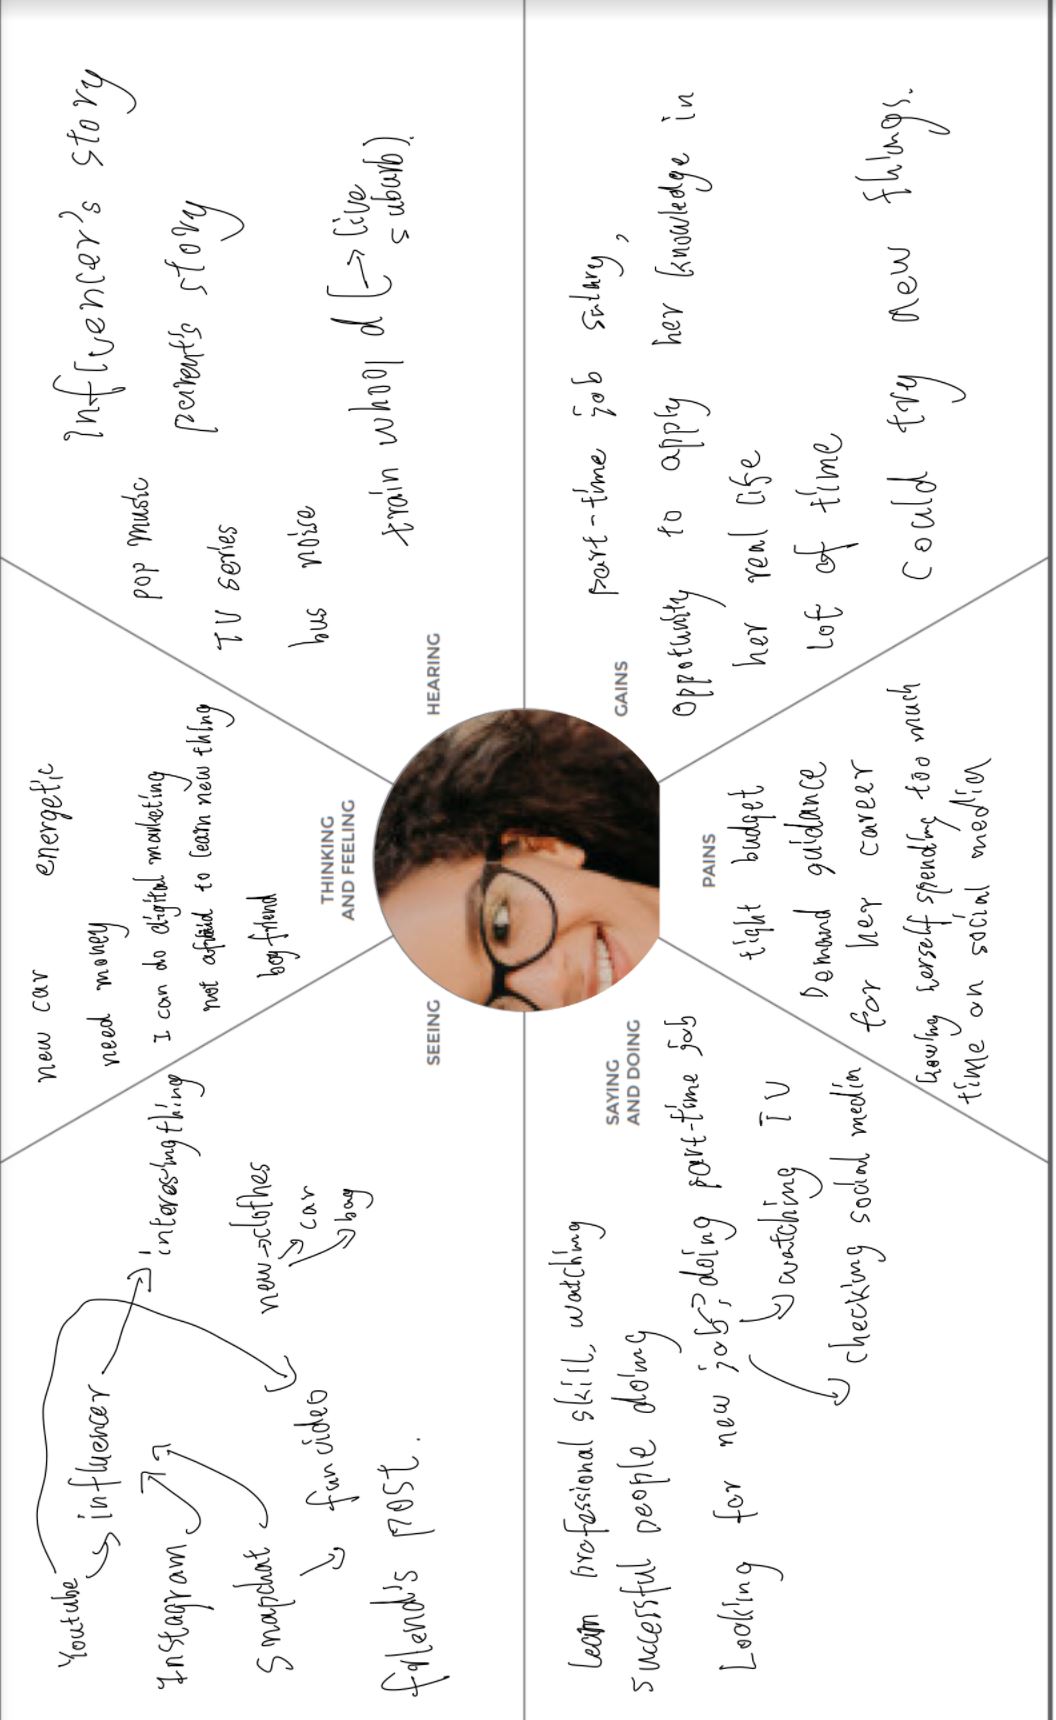 Youtube
influencer
Instagram
interesingthing
Snapchat
new → clothes
car
bag
fun video
friend's post.
SEEING
new car
energetic
need money
I can do digital marketing
not afraid to learn new thing
boyfriend
THINKING
AND FEELING
Influencer's story
pop music
parent's story
TV series
bus noise
train whoop d (→ live
suburb).
HEARING
learn professional skill, watching
successful people doing
Looking for new job, doing part-time job
watching TV
checking social media
SAYING
AND DOING
PAINS
tight budget
Demand guidance
for her career
herself spending too much
time on social media
GAINS
part-time job salary,
oppotunity to apply her knowledge in
her real life
lot of time
could try new things.